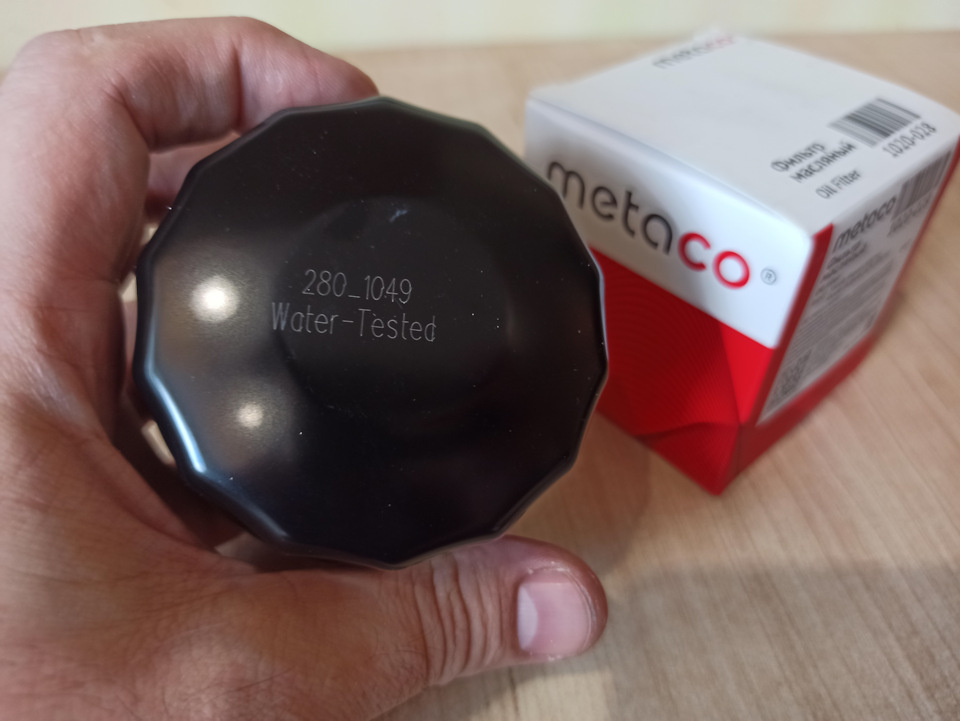 280_1049
Water-Tested
metaco
metaco®
Фильтр
масляный
Oil Filter
1020-028
metaco